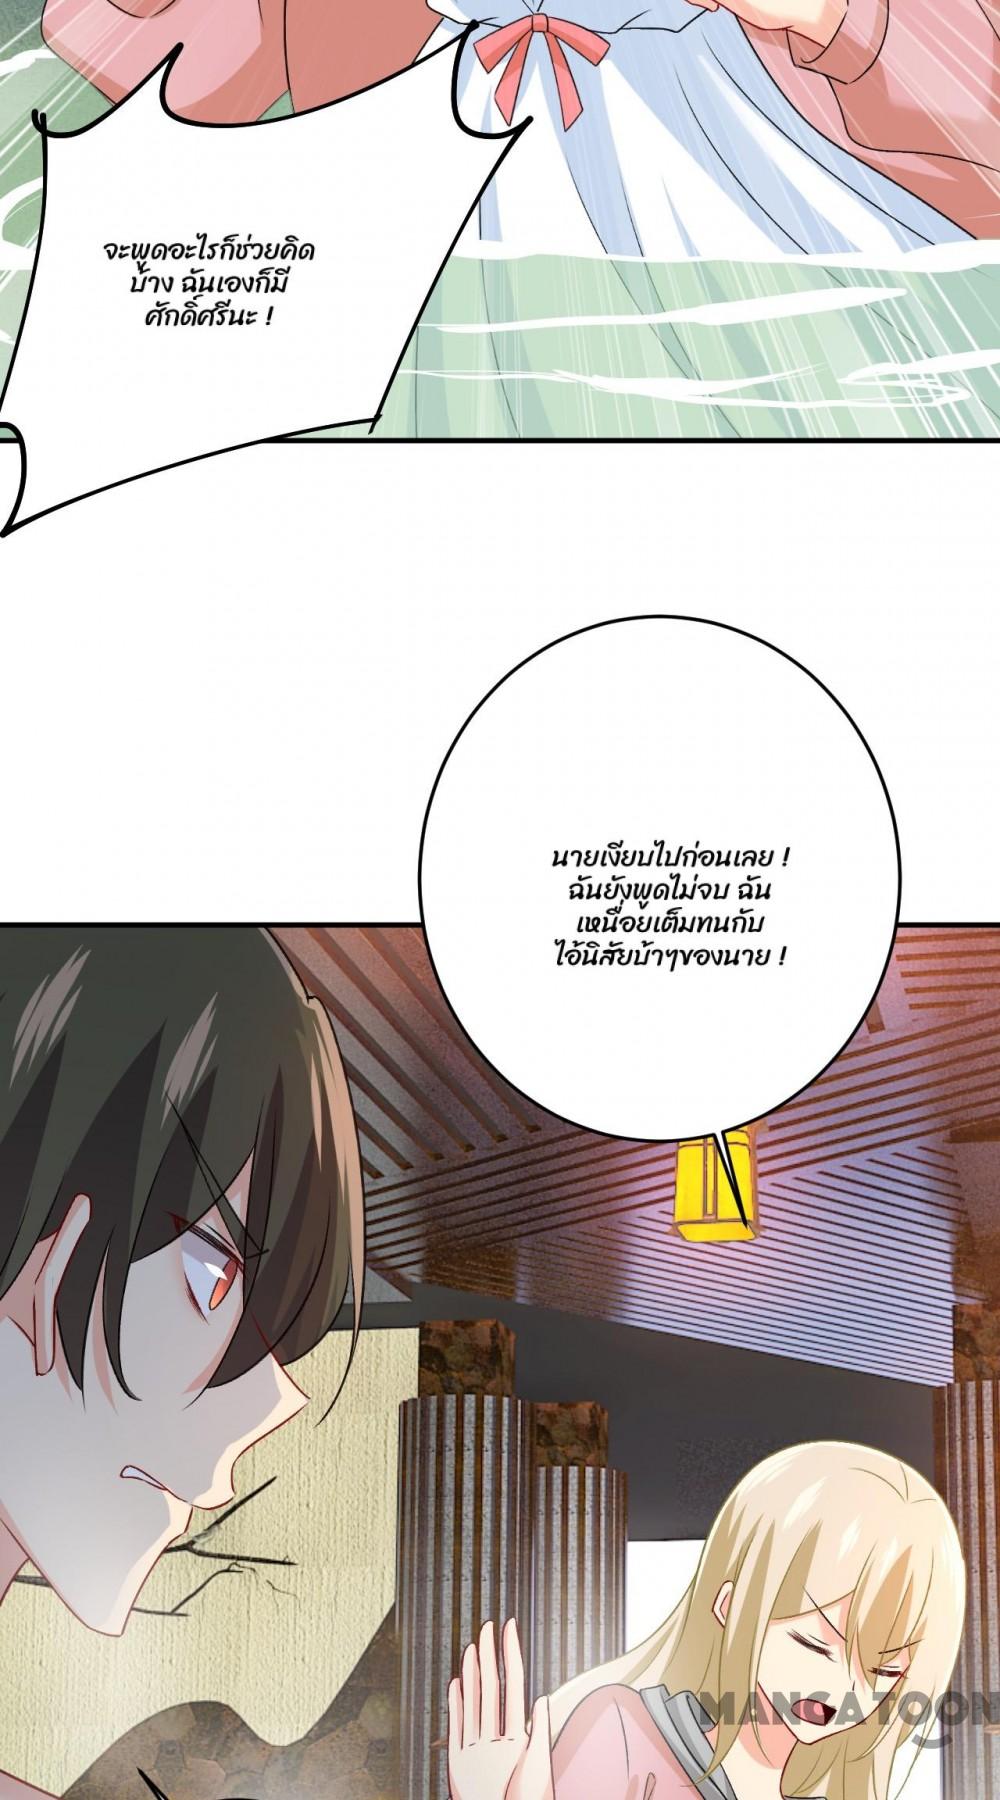 จะพูดอะไรก็ช่วยคิด
บ้าง ฉันเองก็มี
ศักดิ์ศรีนะ !
นายเงียบไปก่อนเลย !
ฉันยังพูดไม่จบ ฉัน
เหนื่อยเต็มทนกับ
ไอ้นิสัยบ้าๆของนาย !
MANGATOON